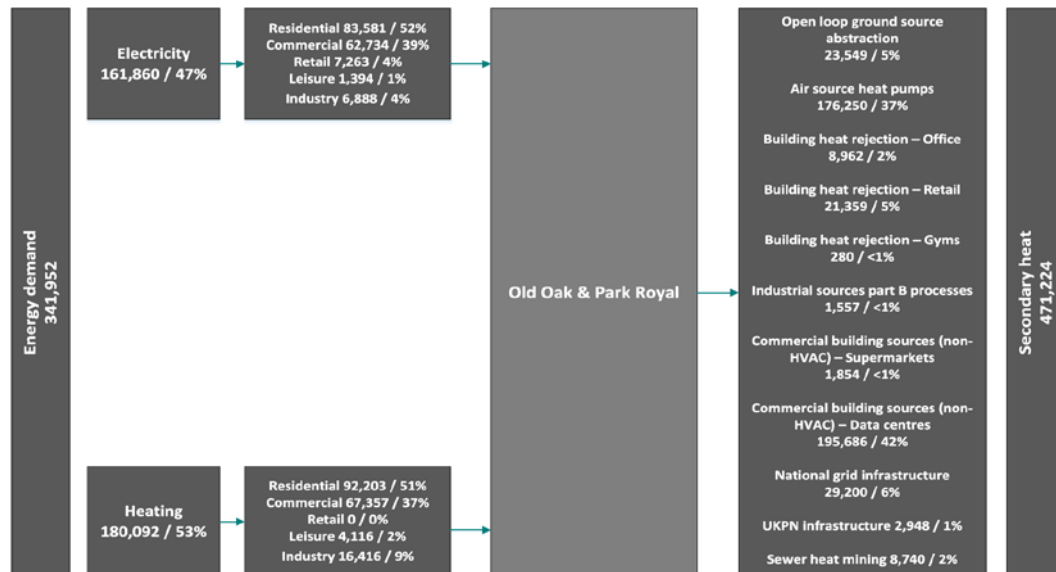 Energy demand
341,952
Electricity
161,860 / 47%
Residential 83,581 / 52%
Commercial 62,734 / 39%
Retail 7,263 / 4%
Leisure 1,394 / 1%
Industry 6,888 / 4%
Heating
180,092 / 53%
Residential 92,203 / 51%
Commercial 67,357 / 37%
Retail 0 / 0%
Leisure 4,116 / 2%
Industry 16,416 / 9%
Old Oak & Park Royal
Open loop ground source
abstraction
23,549 / 5%
Air source heat pumps
176,250 / 37%
Building heat rejection – Office
8,962 / 2%
Building heat rejection – Retail
21,359 / 5%
Building heat rejection – Gyms
280 / <1%
Industrial sources part B processes
1,557 / <1%
Commercial building sources (non-
HVAC) – Supermarkets
1,854 / <1%
Commercial building sources (non-
HVAC) – Data centres
195,686 / 42%
National grid infrastructure
29,200 / 6%
UKPN infrastructure 2,948 / 1%
Sewer heat mining 8,740 / 2%
Secondary heat
471,224